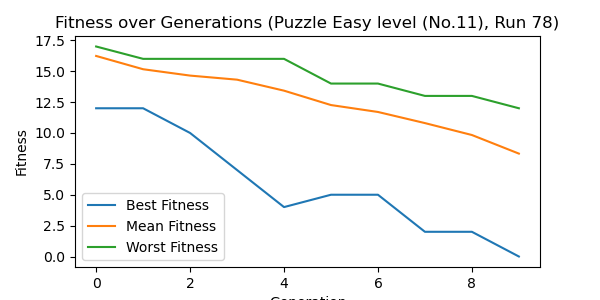 Fitness over Generations (Puzzle Easy level (No.11), Run 78)
17.5
15.0
12.5
10.0
7.5
5.0
2.5
0.0
Fitness
Best Fitness
Mean Fitness
Worst Fitness
0 2 4 6 8
Generation